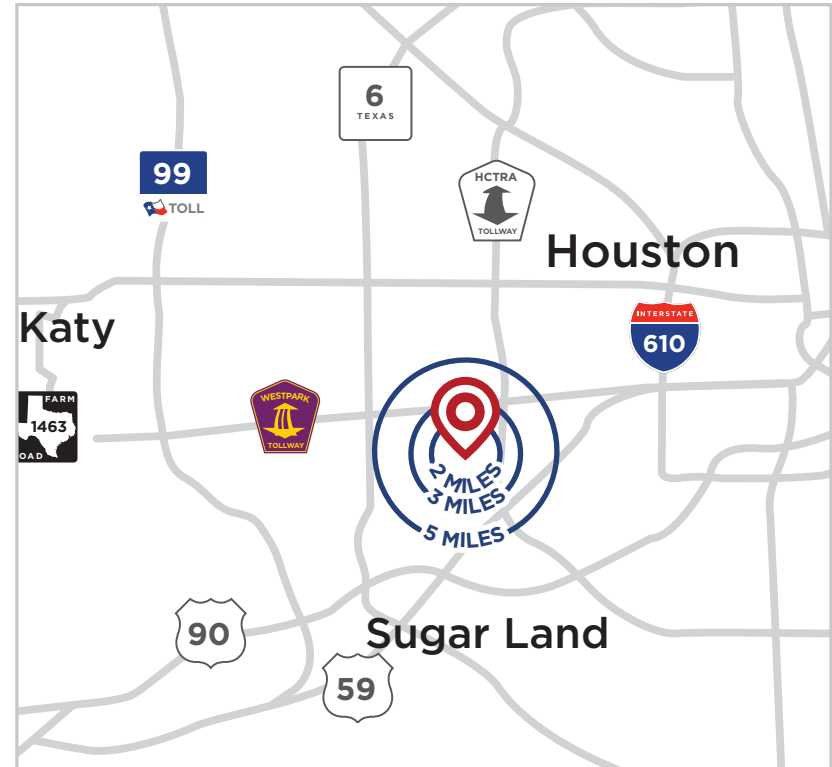 6
TEXAS
99
TOLL
HCTRA
TOLLWAY
Houston
INTERSTATE
610
Katy
FARM
1463
OAD
WESTPARK
TOLLWAY
2 MILES
3 MILES
5 MILES
90
Sugar Land
59